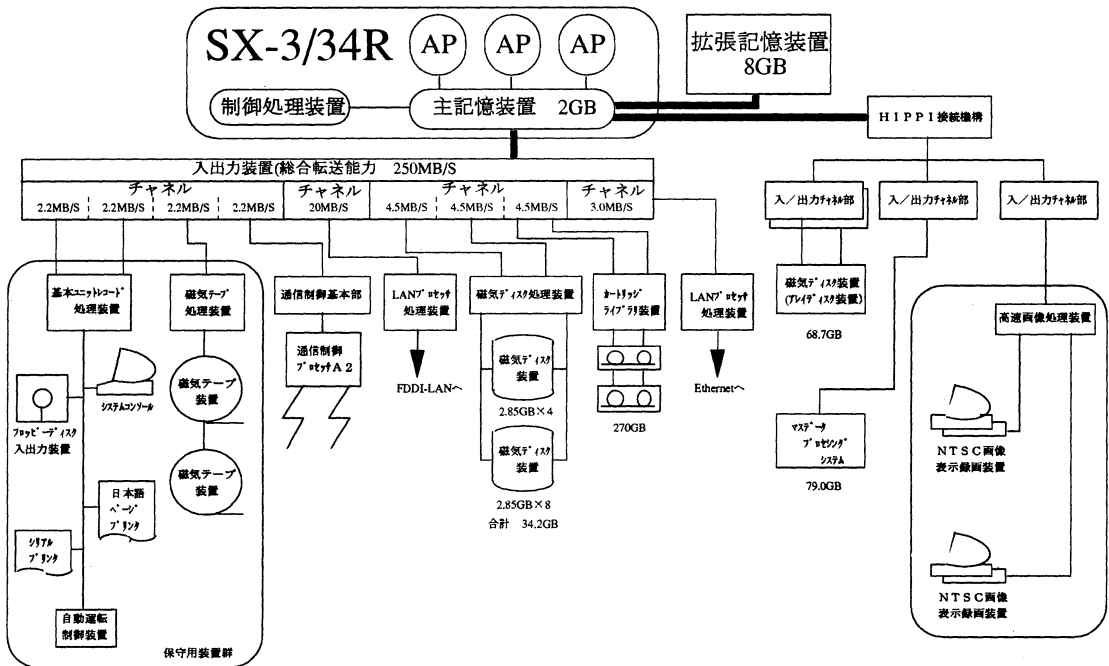 SX-3/34R
AP
AP
AP
制御処理装置
主記憶装置 2GB
拡張記憶装置
8GB
HIPPI接続機構
入出力装置(総合転送能力 250MB/S
チャネル
チャネル
チャネル
チャネル
2.2MB/S
2.2MB/S
2.2MB/S
2.2MB/S
20MB/S
4.5MB/S
4.5MB/S
4.5MB/S
3.0MB/S
入/出力チャネル部
入/出力チャネル部
入/出力チャネル部
基本ユニットレコード
処理装置
磁気テープ
処理装置
通信制御基本部
LANプロセッサ
処理装置
磁気ディスク処理装置
カートリッジ
ライブラリ装置
LANプロセッサ
処理装置
磁気ディスク装置
(アレイディスク装置)
68.7GB
高速画像処理装置
システムコンソール
フロッピーディスク
入出力装置
磁気テープ
装置
磁気テープ
装置
通信制御
プロセッサA2
FDDI-LANへ
磁気ディスク
装置
2.85GB×4
磁気ディスク
装置
2.85GB×8
合計 34.2GB
270GB
Ethernetへ
マスデータ
プロセシング
システム
79.0GB
NTSC画像
表示録画装置
NTSC画像
表示録画装置
日本語
ページ
プリンタ
シリアル
プリンタ
自動運転
制御装置
保守用装置群